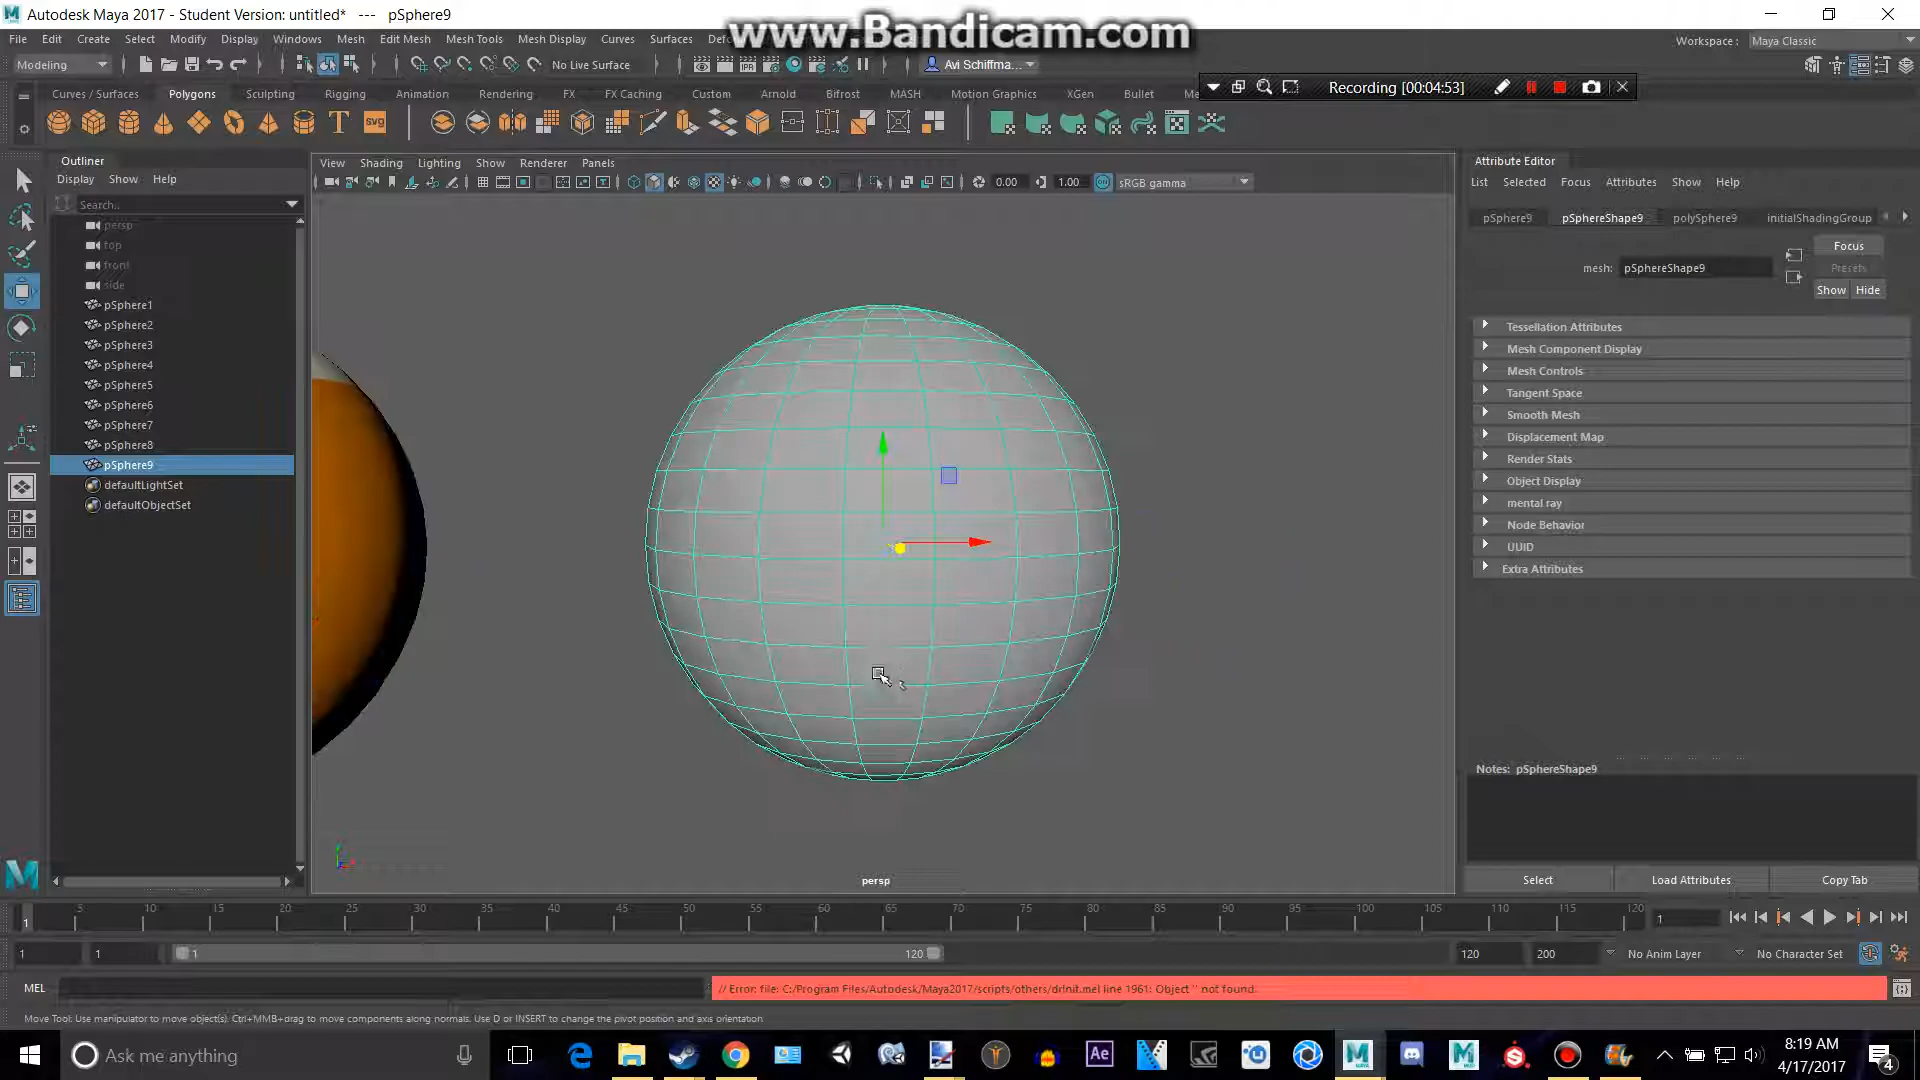 Autodesk Maya 2017 - Student Version: untitled* --- pSphere9
www.Bandicam.com
File Edit Create Select Modify Display Windows Mesh Edit Mesh Mesh Tools Mesh Display Curves Surfaces
Workspace : Maya Classic
Modeling No Live Surface Avi Schiffma...
Recording [00:04:53]
Curves / Surfaces Polygons Sculpting Rigging Animation Rendering FX FX Caching Custom Arnold Bifrost MASH Motion Graphics XGen Bullet
Outliner
Display Show Help
Search..
View Shading Lighting Show Renderer Panels
0.00 1.00 sRGB gamma
persp
top
front
side
pSphere1
pSphere2
pSphere3
pSphere4
pSphere5
pSphere6
pSphere7
pSphere8
pSphere9
defaultLightSet
defaultObjectSet
persp
Attribute Editor
List Selected Focus Attributes Show Help
pSphere9 pSphereShape9 polySphere9 initialShadingGroup
Focus
mesh: pSphereShape9 Presets
Show Hide
Tessellation Attributes
Mesh Component Display
Mesh Controls
Tangent Space
Smooth Mesh
Displacement Map
Render Stats
Object Display
mental ray
Node Behavior
UUID
Extra Attributes
Notes: pSphereShape9
Select Load Attributes Copy Tab
1 5 10 15 20 25 30 35 40 45 50 55 60 65 70 75 80 85 90 95 100 105 110 115 120 1
1 1 1 120 120 200 No Anim Layer No Character Set
MEL // Error: file: C:/Program Files/Autodesk/Maya2017/scripts/others/drInit.mel line 1961: Object '' not found.
Move Tool: Use manipulator to move object(s). Ctrl+MMB+drag to move components along normals. Use D or INSERT to change the pivot position and axis orientation.
Ask me anything
8:19 AM
4/17/2017
4